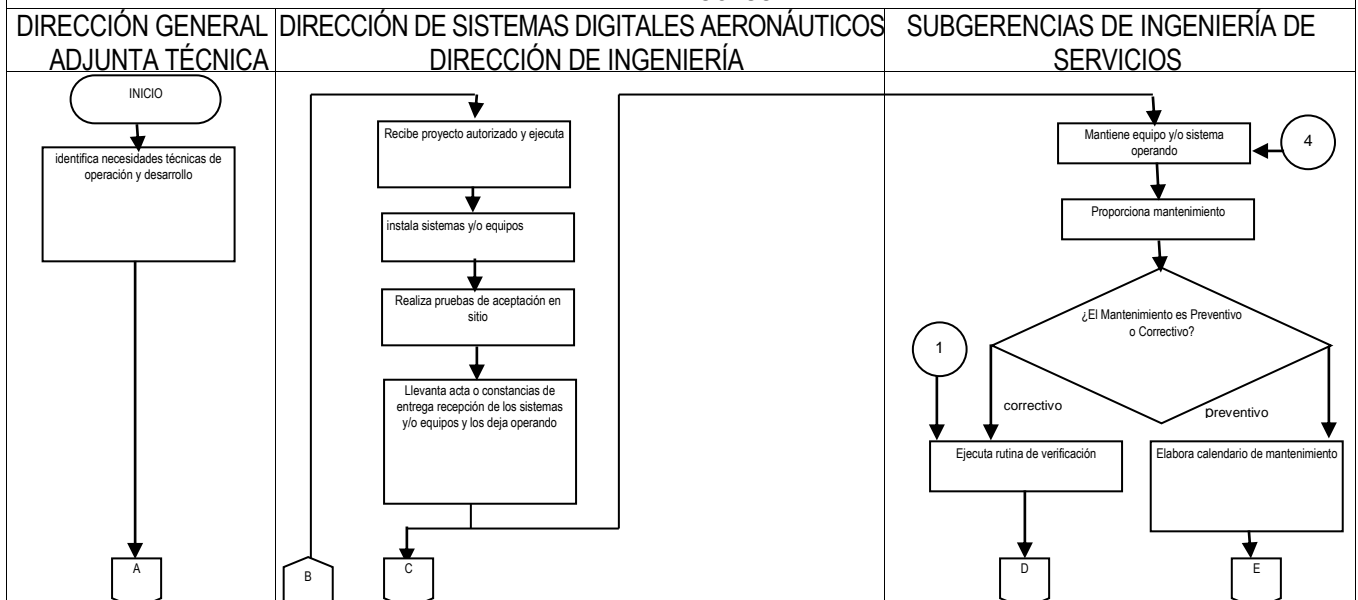 DIRECCIÓN GENERAL
ADJUNTA TÉCNICA
DIRECCIÓN DE SISTEMAS DIGITALES AERONÁUTICOS
DIRECCIÓN DE INGENIERÍA
SUBGERENCIAS DE INGENIERÍA DE
SERVICIOS
INICIO
identifica necesidades técnicas de
operación y desarrollo
A
Recibe proyecto autorizado y ejecuta
instala sistemas y/o equipos
Realiza pruebas de aceptación en
sitio
Llevanta acta o constancias de
entrega recepción de los sistemas
y/o equipos y los deja operando
B
C
Mantiene equipo y/o sistema
operando
4
Proporciona mantenimiento
¿El Mantenimiento es Preventivo
o Correctivo?
1
correctivo
preventivo
Ejecuta rutina de verificación
Elabora calendario de mantenimiento
D
E